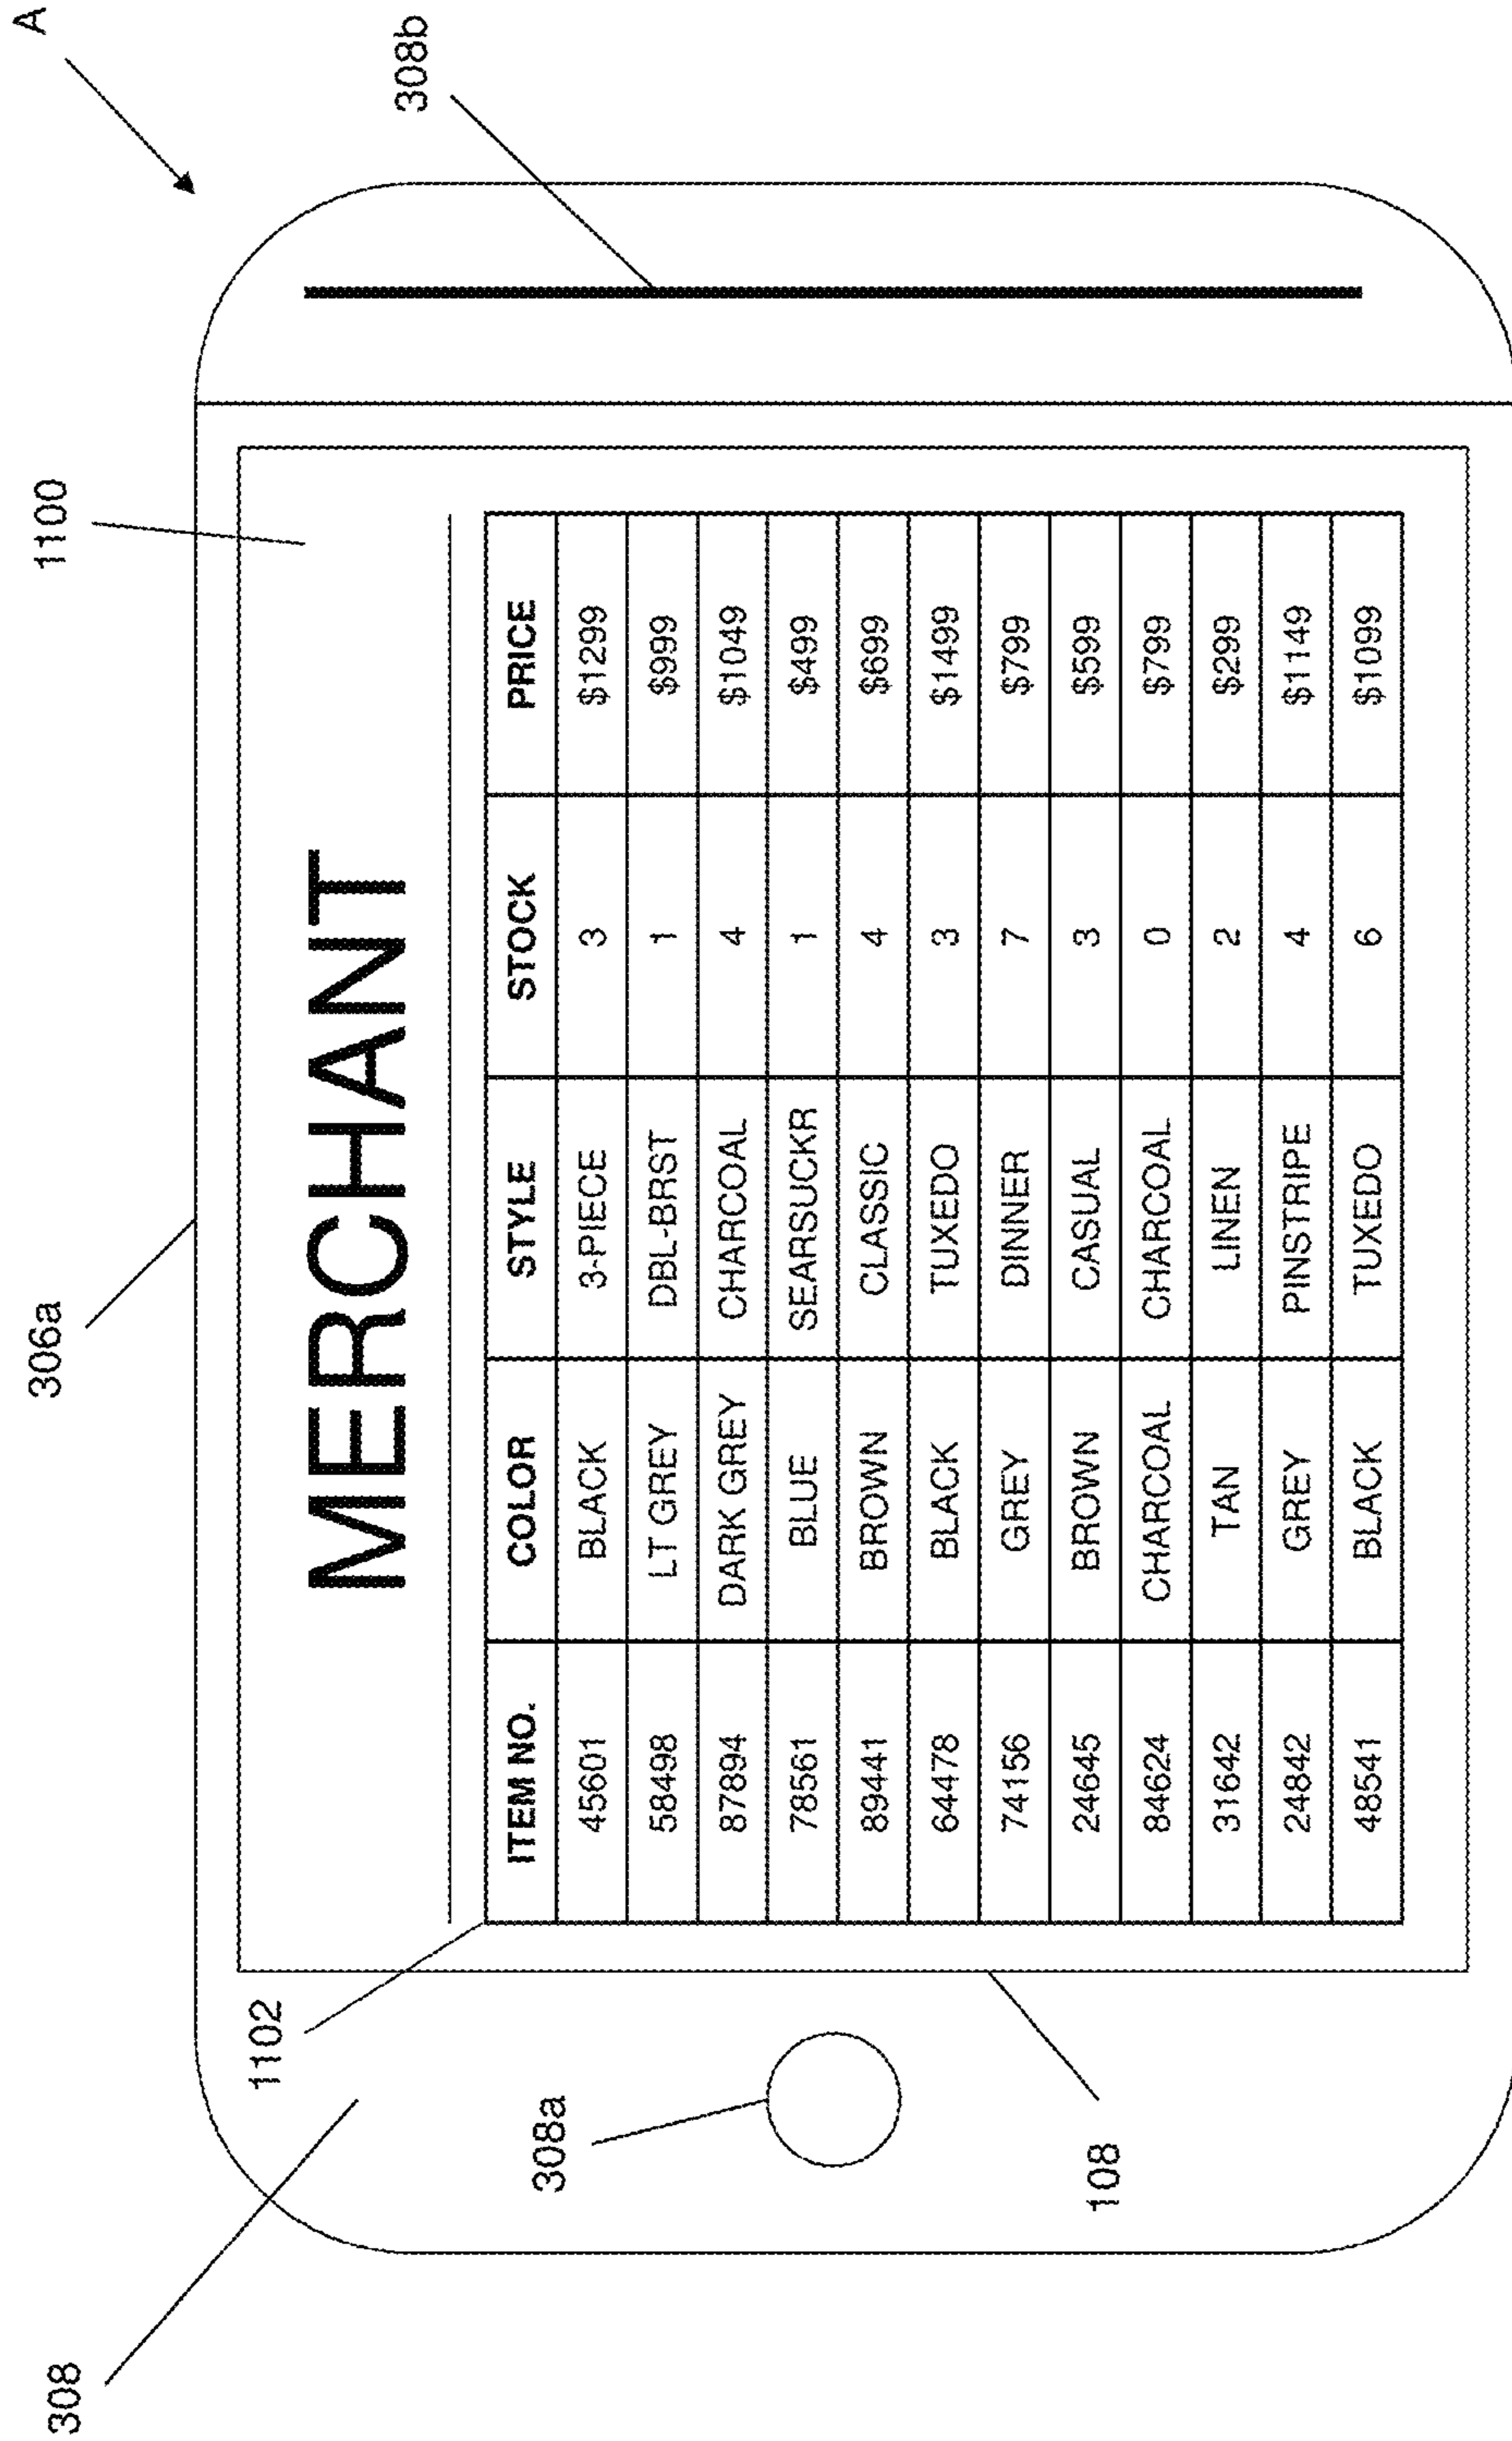 A
308b
1100
306a
308
1102
308a
108
MERCHANT
ITEM NO. COLOR STYLE STOCK PRICE
45601 BLACK 3-PIECE 3 $1299
58498 LT GREY DBL-BRST 1 $999
87894 DARK GREY CHARCOAL 4 $1049
78561 BLUE SEARSUCKR 1 $499
89441 BROWN CLASSIC 4 $699
64478 BLACK TUXEDO 3 $1499
74156 GREY DINNER 7 $799
24645 BROWN CASUAL 3 $599
84624 CHARCOAL CHARCOAL 0 $799
31642 TAN LINEN 2 $299
24842 GREY PINSTRIPE 4 $1149
48541 BLACK TUXEDO 6 $1099